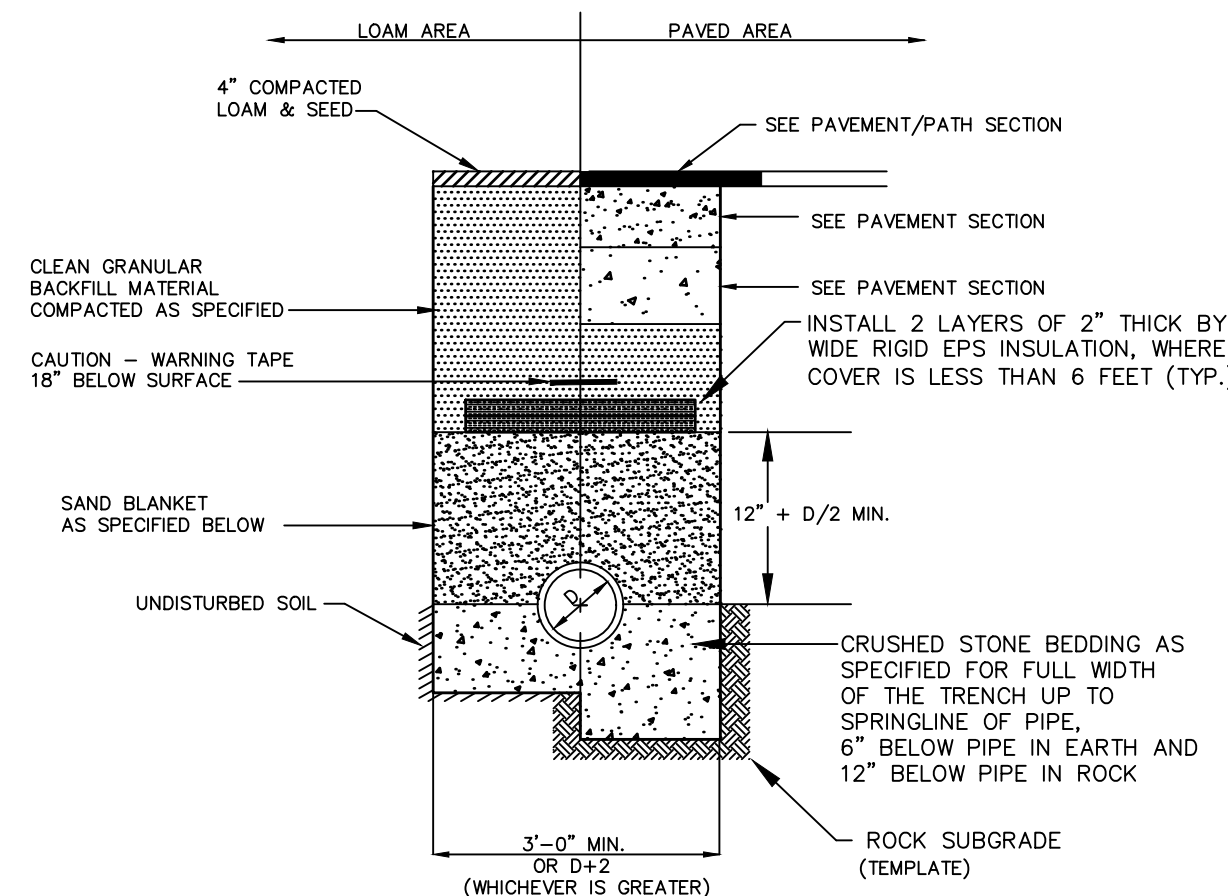 LOAM AREA
PAVED AREA
4” COMPACTED
LOAM & SEED
SEE PAVEMENT/PATH SECTION
SEE PAVEMENT SECTION
CLEAN GRANULAR
BACKFILL MATERIAL
COMPACTED AS SPECIFIED
SEE PAVEMENT SECTION
INSTALL 2 LAYERS OF 2” THICK BY
WIDE RIGID EPS INSULATION, WHERE
COVER IS LESS THAN 6 FEET (TYP.)
CAUTION – WARNING TAPE
18” BELOW SURFACE
SAND BLANKET
AS SPECIFIED BELOW
12” + D/2 MIN.
D
UNDISTURBED SOIL
CRUSHED STONE BEDDING AS
SPECIFIED FOR FULL WIDTH
OF THE TRENCH UP TO
SPRINGLINE OF PIPE,
6” BELOW PIPE IN EARTH AND
12” BELOW PIPE IN ROCK
3’–0” MIN.
OR D+2
(WHICHEVER IS GREATER)
ROCK SUBGRADE
(TEMPLATE)